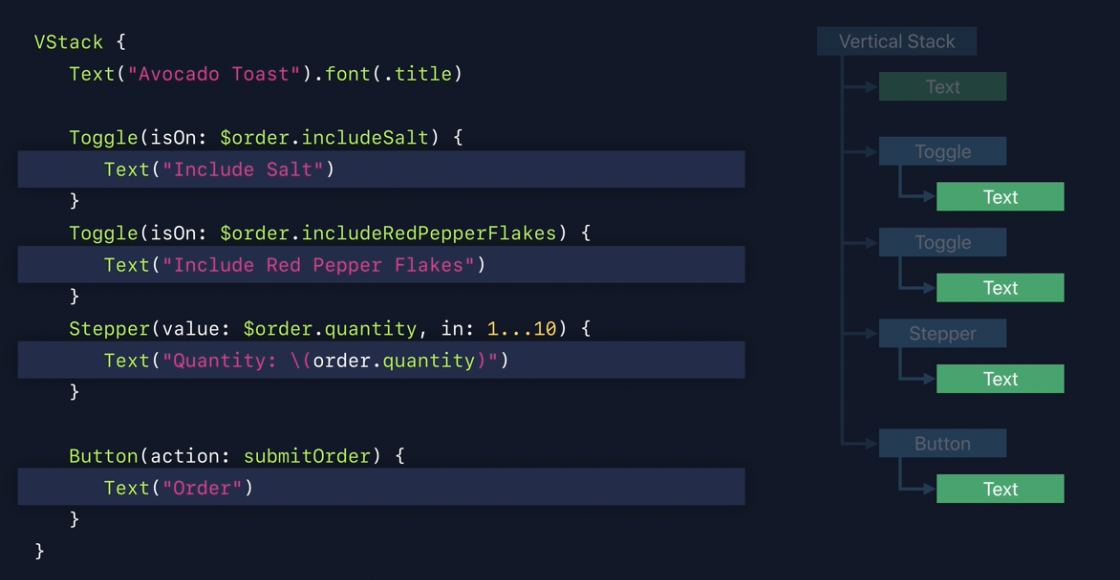 VStack {
Text("Avocado Toast").font(.title)
Toggle(isOn: $order.includeSalt) {
Text("Include Salt")
}
Toggle(isOn: $order.includeRedPepperFlakes) {
Text("Include Red Pepper Flakes")
}
Stepper(value: $order.quantity, in: 1...10) {
Text("Quantity: \(order.quantity)")
}
Button(action: submitOrder) {
Text("Order")
}
}
Vertical Stack
Text
Toggle
Text
Toggle
Text
Stepper
Text
Button
Text